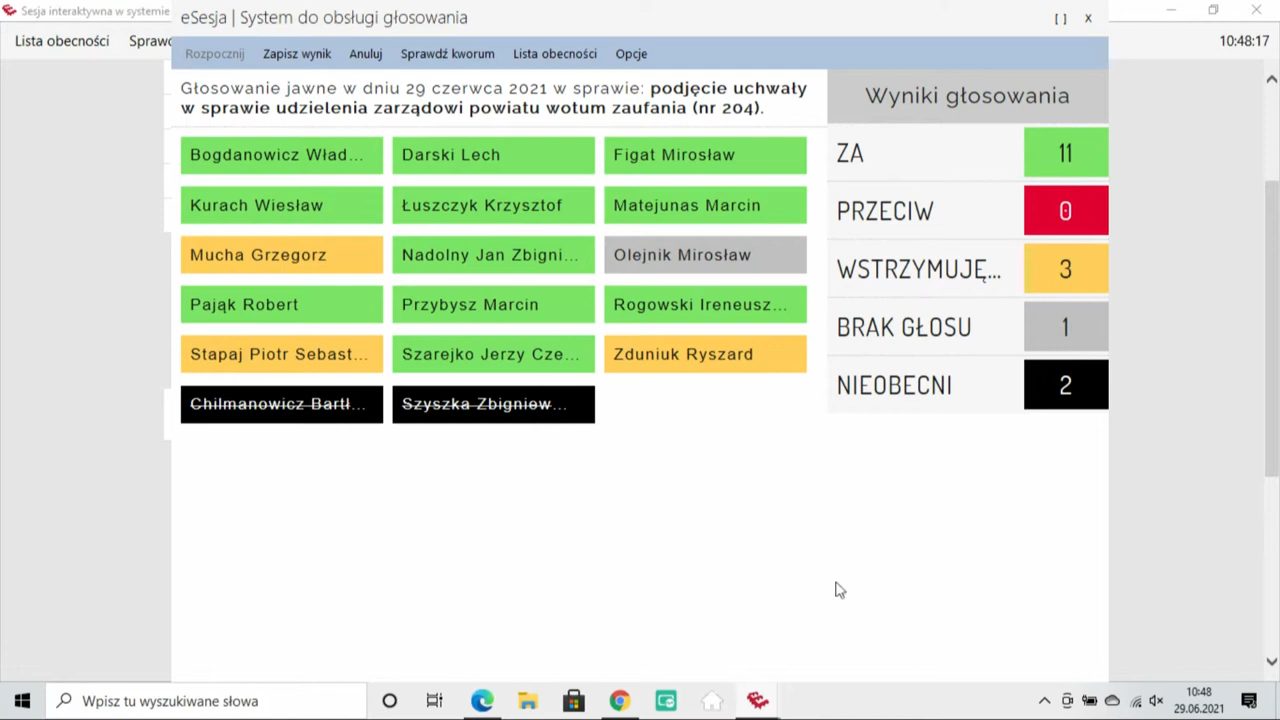 Sesja interaktywna w systemie
eSesja | System do obsługi głosowania
[ ] X
Lista obecności
10:48:17
Rozpocznij Zapisz wynik Anuluj Sprawdź kworum Lista obecności Opcje
Głosowanie jawne w dniu 29 czerwca 2021 w sprawie: podjęcie uchwały
w sprawie udzielenia zarządowi powiatu wotum zaufania (nr 204).
Bogdanowicz Wład... Darski Lech Figat Mirosław
Kurach Wiesław Łuszczyk Krzysztof Matejunas Marcin
Mucha Grzegorz Nadolny Jan Zbigni... Olejnik Mirosław
Pająk Robert Przybysz Marcin Rogowski Ireneusz...
Stapaj Piotr Sebast... Szarejko Jerzy Cze... Zduniuk Ryszard
Chilmanowicz Bartł... Szyszka Zbigniew...
Wyniki głosowania
ZA 11
PRZECIW 0
WSTRZYMUJĘ... 3
BRAK GŁOSU 1
NIEOBECNI 2
Wpisz tu wyszukiwane słowa
10:48
29.06.2021